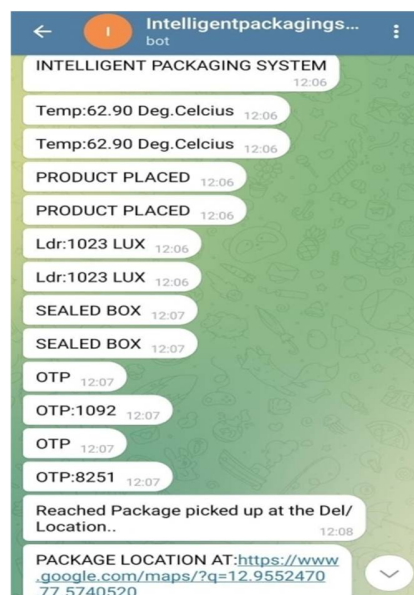 Intelligentpackagings...
I
bot
INTELLIGENT PACKAGING SYSTEM
12:06
Temp:62.90 Deg.Celcius 12:06
Temp:62.90 Deg.Celcius 12:06
PRODUCT PLACED 12:06
PRODUCT PLACED 12:06
Ldr:1023 LUX 12:06
Ldr:1023 LUX 12:06
SEALED BOX 12:07
SEALED BOX 12:07
OTP 12:07
OTP:1092 12:07
OTP 12:07
OTP:8251 12:07
Reached Package picked up at the Del/
Location..
12:08
PACKAGE LOCATION AT:https://www
.google.com/maps/?q=12.9552470
,77.5740520